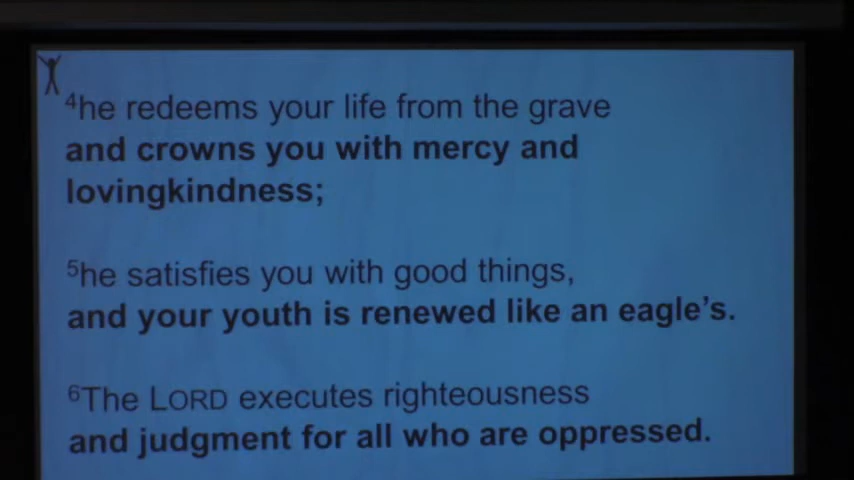 4he redeems your life from the grave
and crowns you with mercy and
lovingkindness;
5he satisfies you with good things,
and your youth is renewed like an eagle's.
6The LORD executes righteousness
and judgment for all who are oppressed.